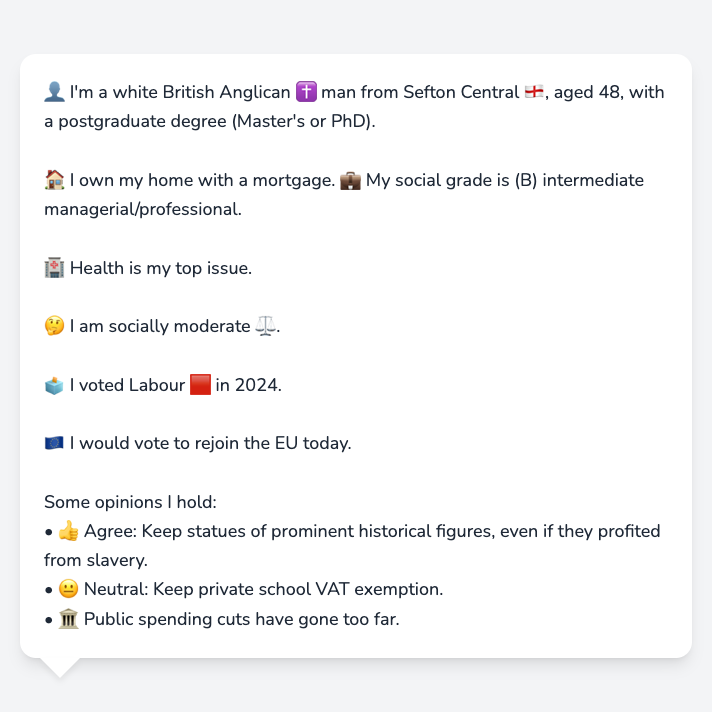 👤 I'm a white British Anglican ✝️ man from Sefton Central 🏴󠁧󠁢󠁥󠁮󠁧󠁿, aged 48, with
a postgraduate degree (Master's or PhD).
🏠 I own my home with a mortgage. 💼 My social grade is (B) intermediate
managerial/professional.
🏥 Health is my top issue.
🤔 I am socially moderate ⚖️.
🗳️ I voted Labour 🟥 in 2024.
🇪🇺 I would vote to rejoin the EU today.
Some opinions I hold:
• 👍 Agree: Keep statues of prominent historical figures, even if they profited
from slavery.
• 😐 Neutral: Keep private school VAT exemption.
• 🏛️ Public spending cuts have gone too far.